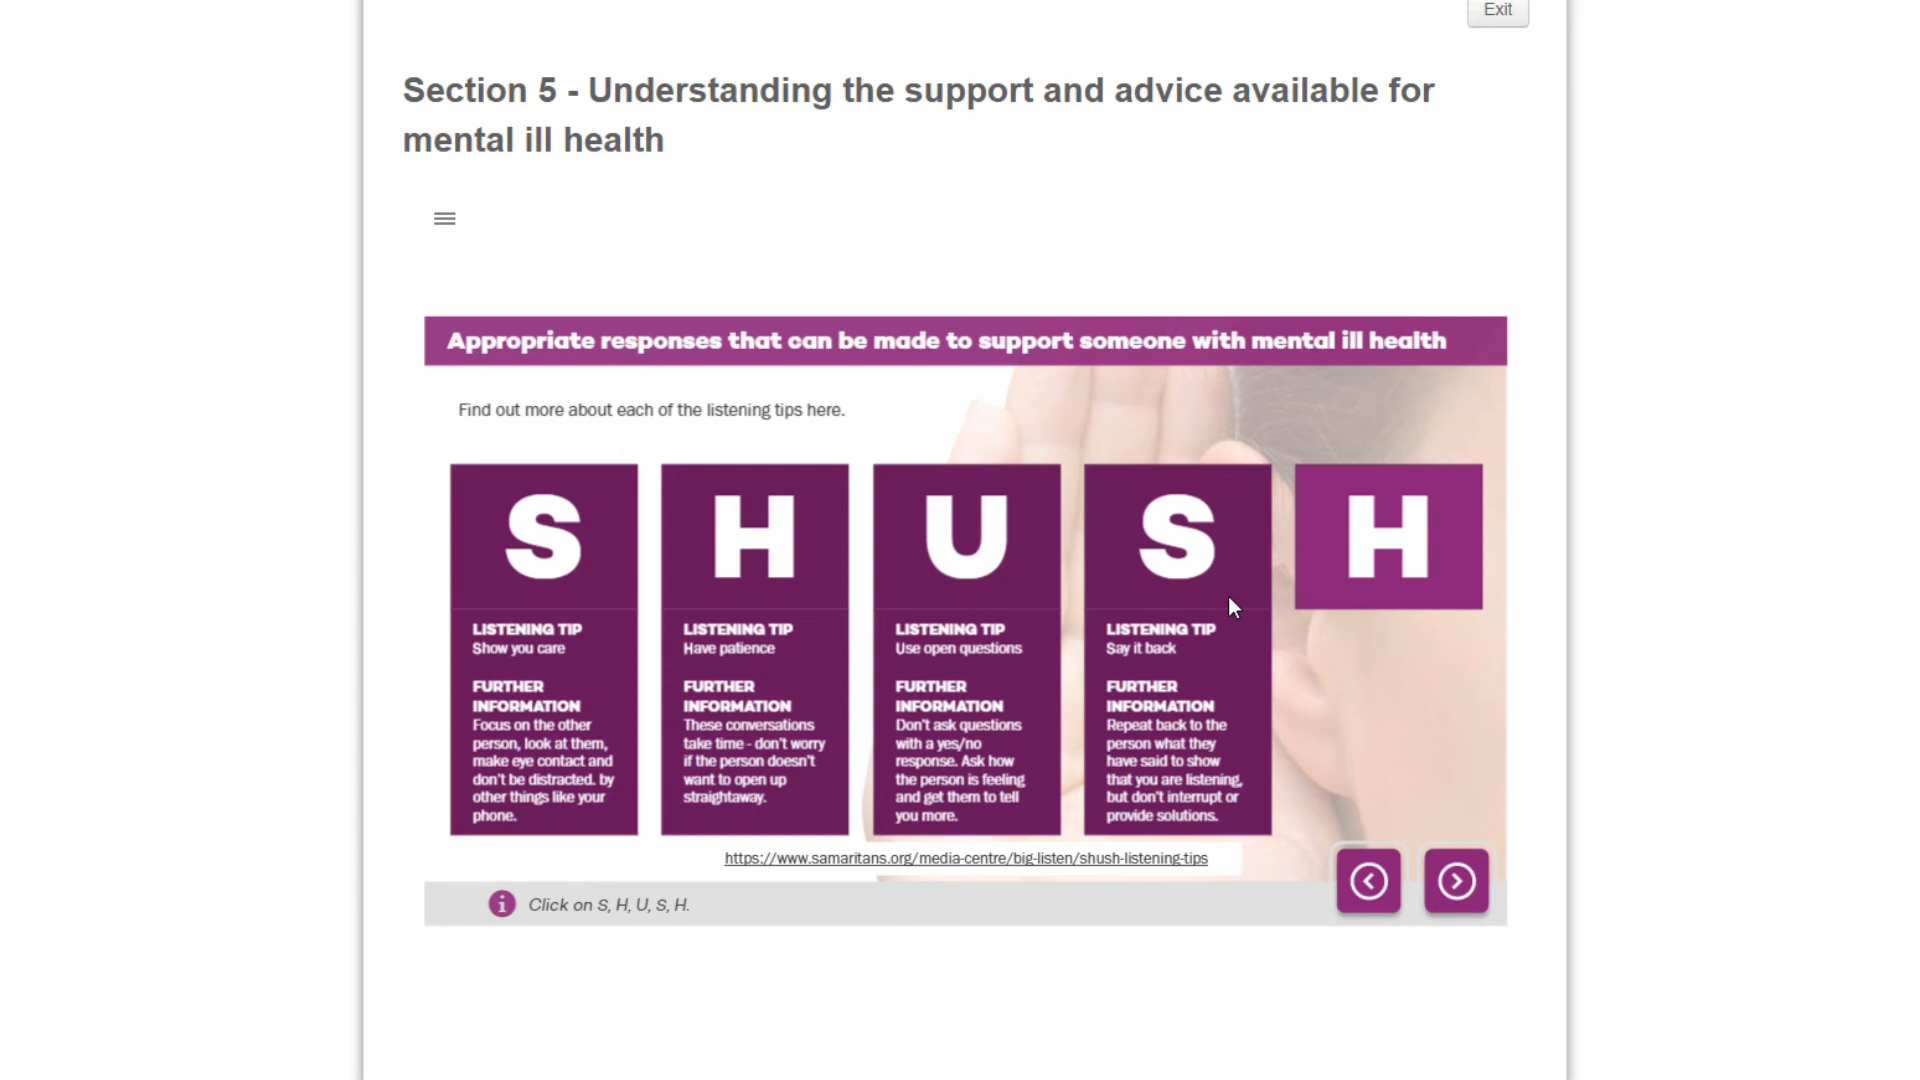 Exit
Section 5 - Understanding the support and advice available for
mental ill health
Appropriate responses that can be made to support someone with mental ill health
Find out more about each of the listening tips here.
S
LISTENING TIP
Show you care
FURTHER
INFORMATION
Focus on the other
person, look at them,
make eye contact and
don't be distracted. by
other things like your
phone.
H
LISTENING TIP
Have patience
FURTHER
INFORMATION
These conversations
take time - don't worry
if the person doesn't
want to open up
straightaway.
U
LISTENING TIP
Use open questions
FURTHER
INFORMATION
Don't ask questions
with a yes/no
response. Ask how
the person is feeling
and get them to tell
you more.
S
LISTENING TIP
Say it back
FURTHER
INFORMATION
Repeat back to the
person what they
have said to show
that you are listening,
but don't interrupt or
provide solutions.
H
https://www.samaritans.org/media-centre/big-listen/shush-listening-tips
i Click on S, H, U, S, H.